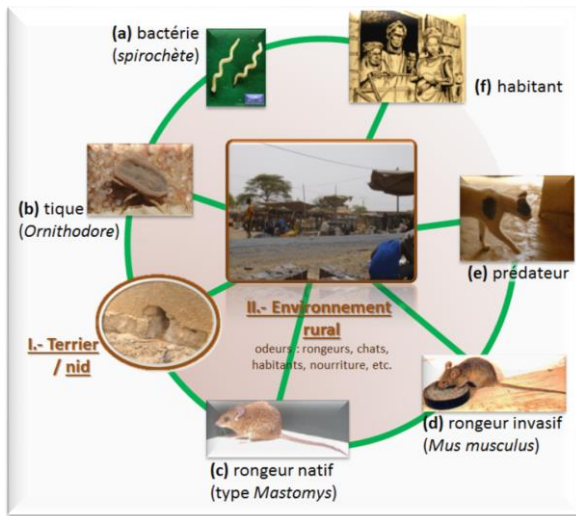 (a) bactérie
(spirochète)
(f) habitant
(b) tique
(Ornithodore)
(e) prédateur
I.- Terrier
/ nid
II.- Environnement
rural
odeurs : rongeurs, chats,
habitants, nourriture, etc.
(d) rongeur invasif
(Mus musculus)
(c) rongeur natif
(type Mastomys)